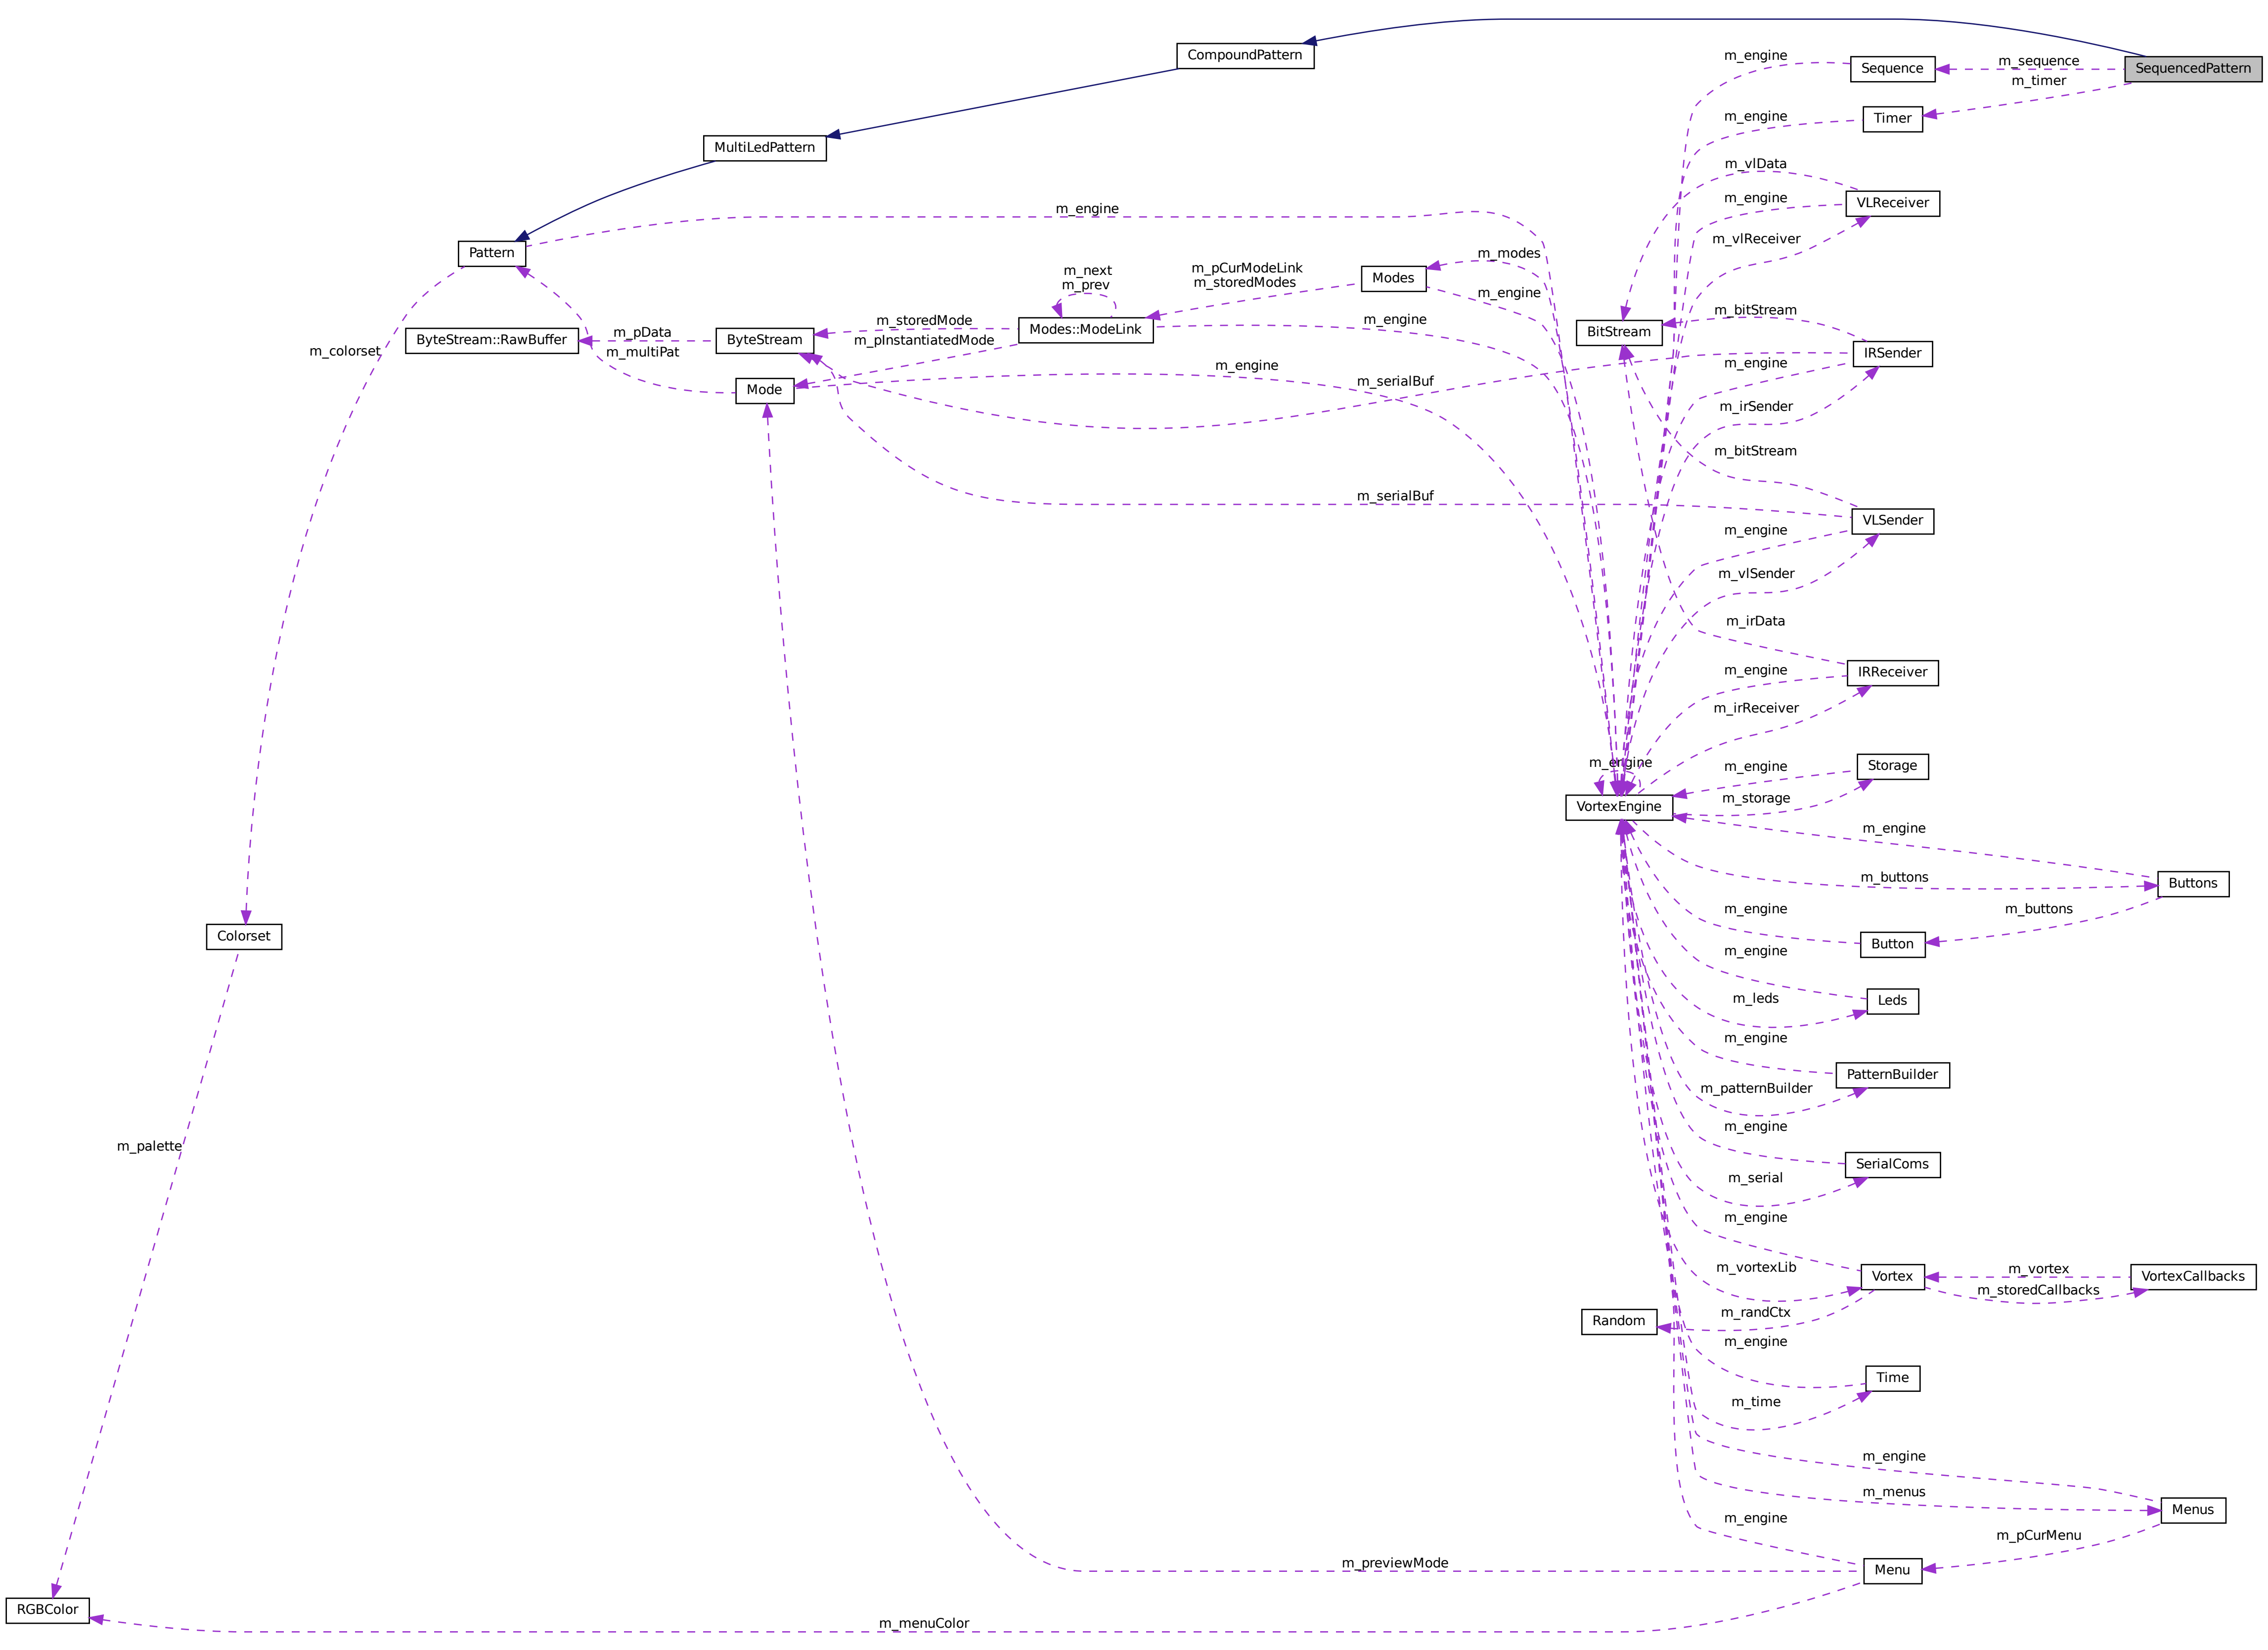 CompoundPattern
m_engine
Sequence
m_sequence
SequencedPattern
m_timer
m_engine
Timer
MultiLedPattern
m_vlData
m_engine
VLReceiver
m_engine
m_vlReceiver
Pattern
m_modes
m_next
m_prev
m_pCurModeLink
m_storedModes
Modes
m_engine
m_bitStream
m_storedMode
Modes::ModeLink
m_engine
BitStream
m_pData
ByteStream::RawBuffer
ByteStream
m_pInstantiatedMode
m_colorset
m_multiPat
IRSender
m_engine
m_engine
m_serialBuf
Mode
m_irSender
m_bitStream
m_serialBuf
VLSender
m_engine
m_vlSender
m_irData
m_engine
IRReceiver
m_irReceiver
m_engine
m_engine
Storage
m_storage
VortexEngine
m_engine
m_buttons
Buttons
m_engine
m_buttons
Colorset
Button
m_engine
m_leds
Leds
m_engine
PatternBuilder
m_patternBuilder
m_engine
m_palette
SerialComs
m_serial
m_engine
m_vortexLib
Vortex
m_vortex
VortexCallbacks
m_storedCallbacks
m_randCtx
Random
m_engine
Time
m_time
m_engine
m_menus
Menus
m_engine
m_pCurMenu
m_previewMode
Menu
RGBColor
m_menuColor